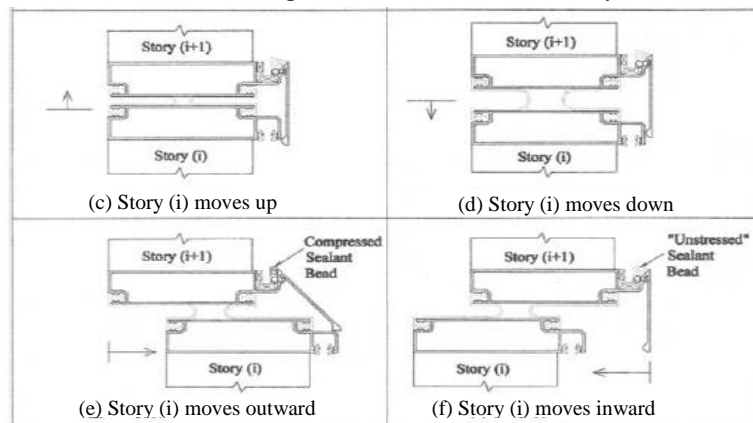 Story (i+1)
Story (i)
(c) Story (i) moves up
Story (i+1)
Story (i)
(d) Story (i) moves down
Story (i+1)
Compressed
Sealant
Bead
Story (i)
(e) Story (i) moves outward
Story (i+1)
"Unstressed"
Sealant
Bead
Story (i)
(f) Story (i) moves inward